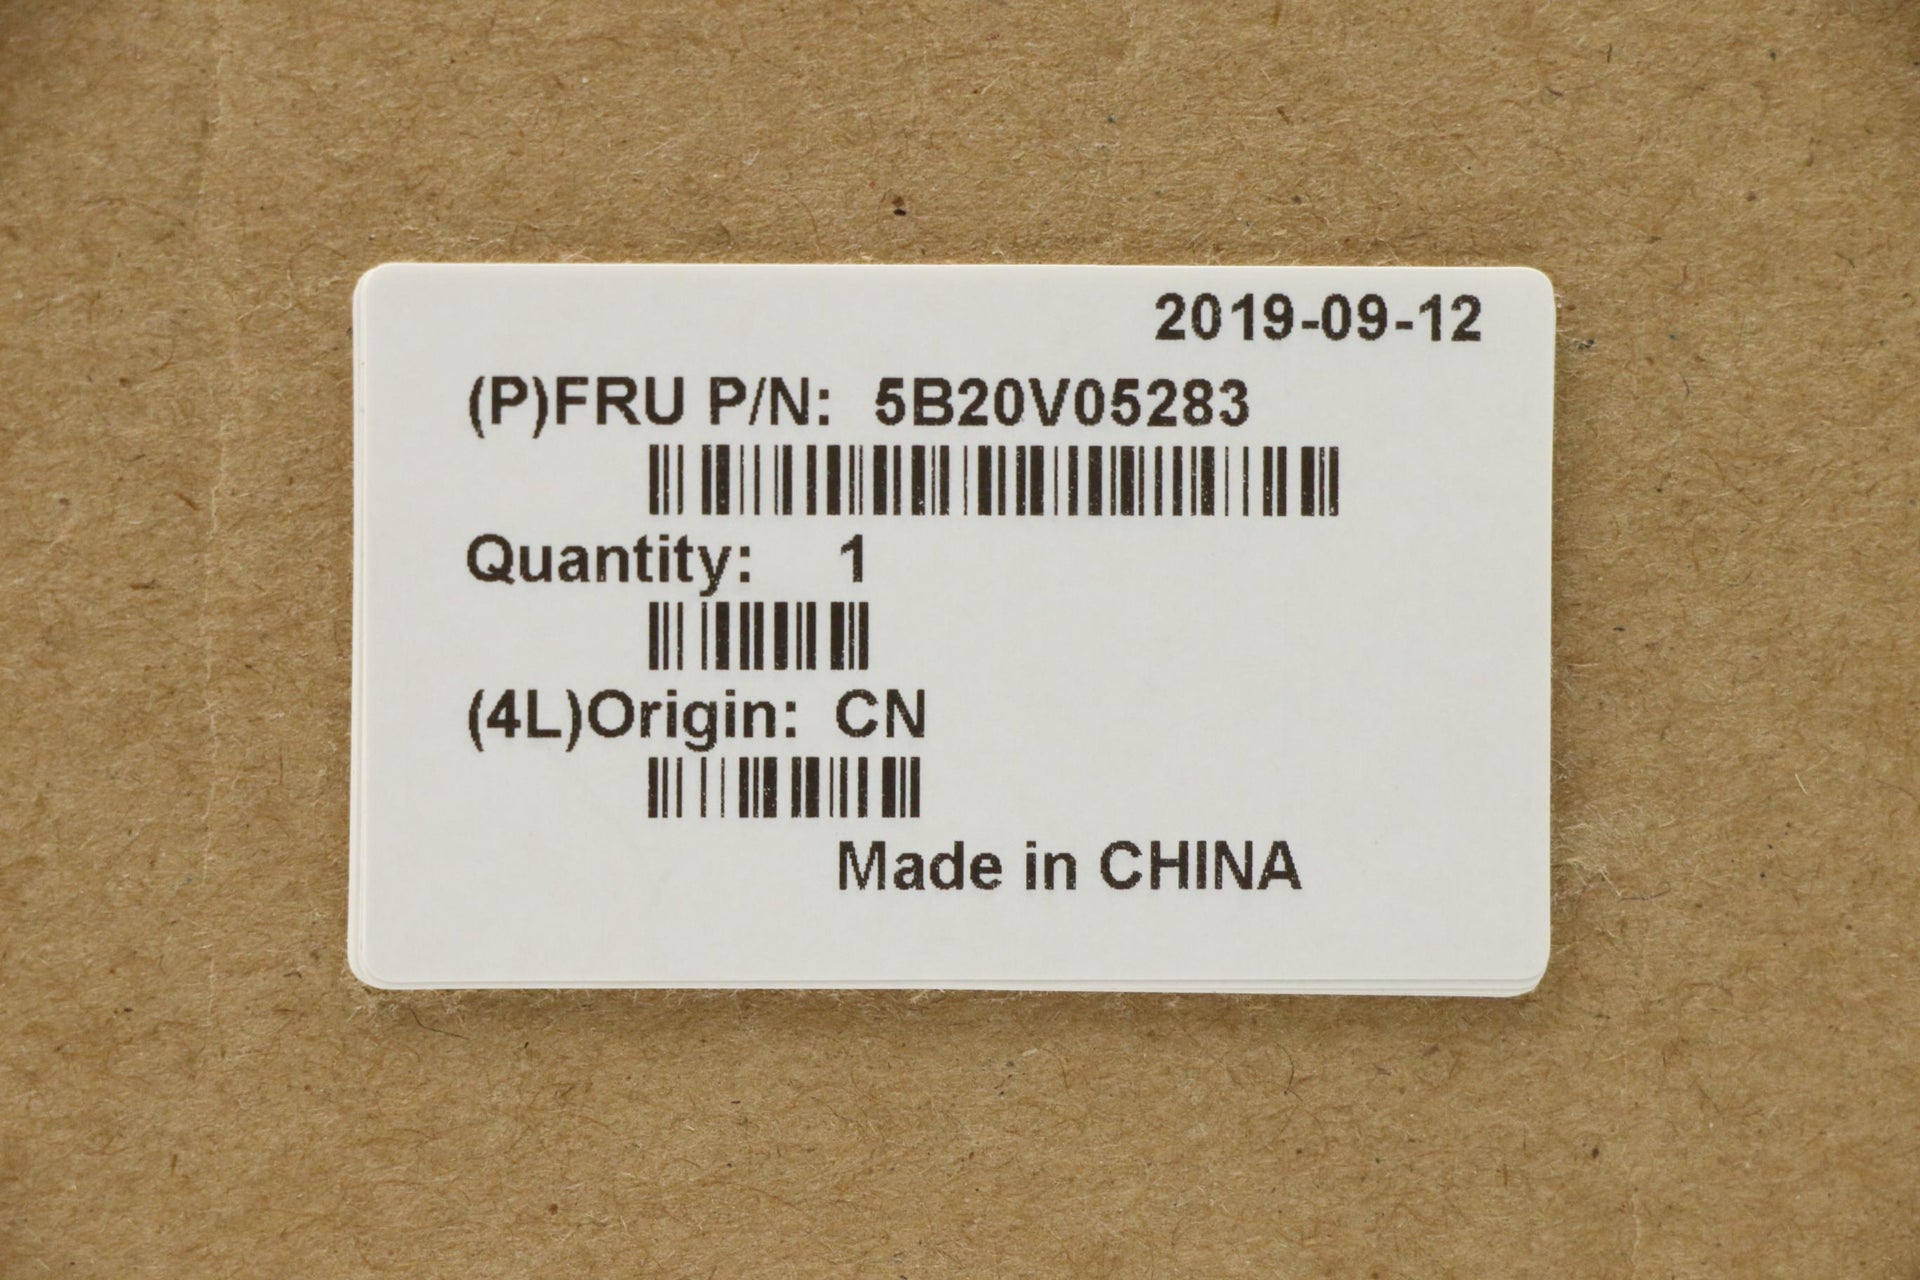 2019-09-12
(P)FRU P/N: 5B20V05283
Quantity: 1
(4L)Origin: CN
Made in CHINA